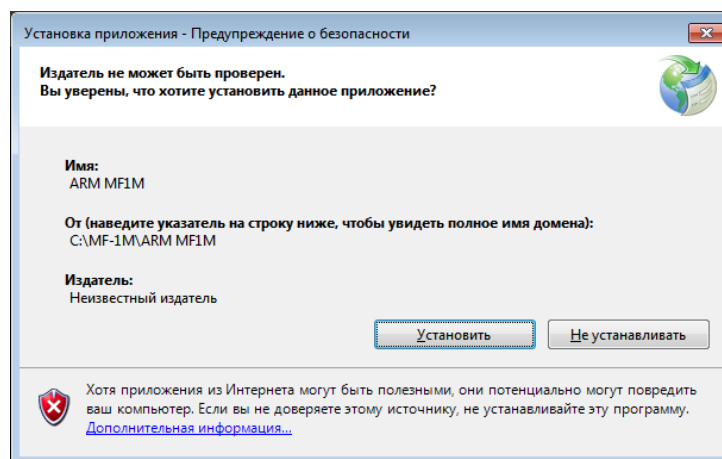 Установка приложения - Предупреждение о безопасности
Издатель не может быть проверен.
Вы уверены, что хотите установить данное приложение?
Имя:
ARM MF1M
От (наведите указатель на строку ниже, чтобы увидеть полное имя домена):
C:\MF-1M\ARM MF1M
Издатель:
Неизвестный издатель
Установить
Не устанавливать
Хотя приложения из Интернета могут быть полезными, они потенциально могут повредить
ваш компьютер. Если вы не доверяете этому источнику, не устанавливайте эту программу.
Дополнительная информация...